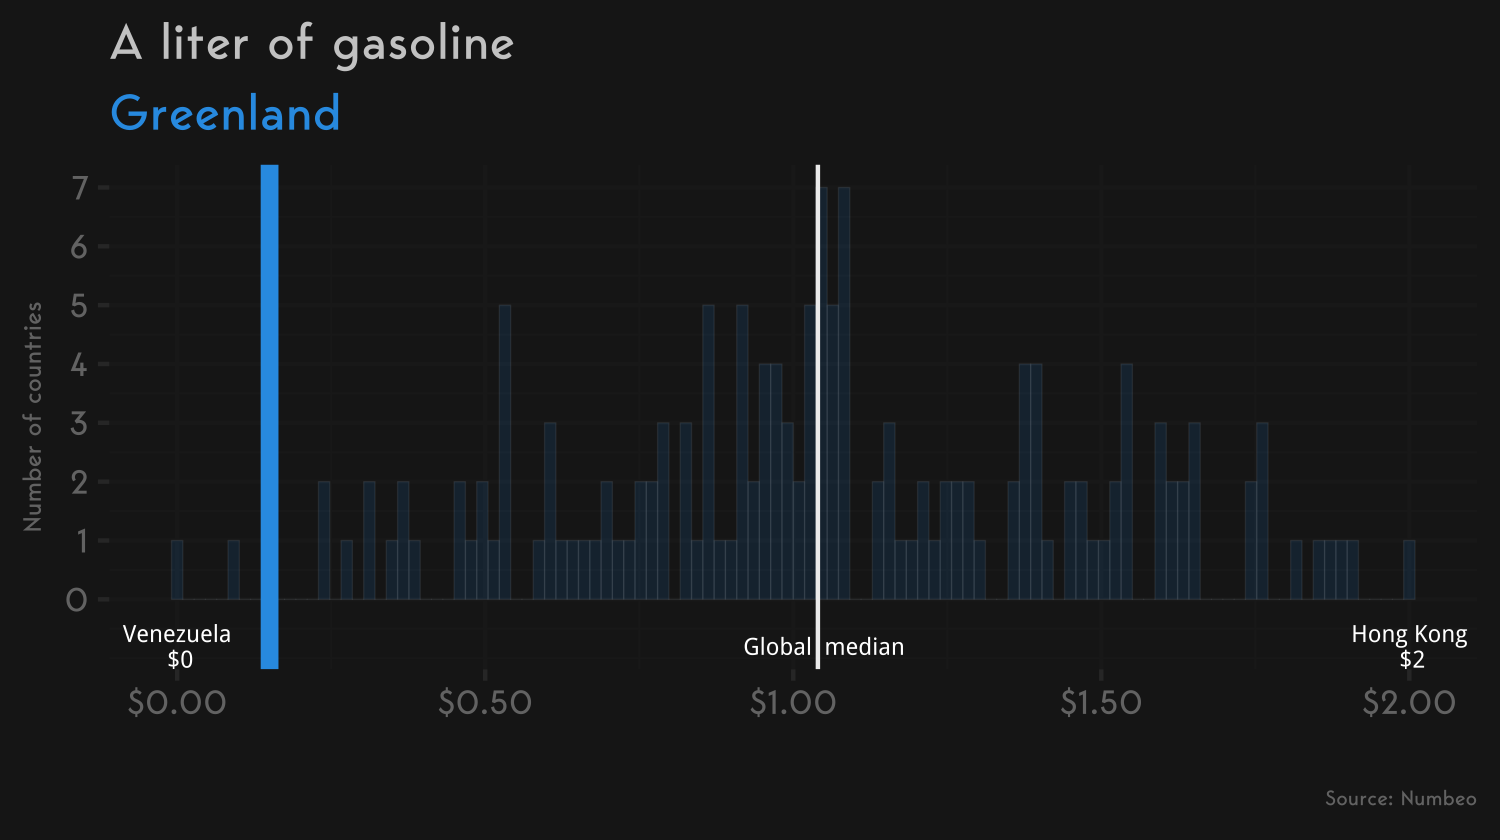 A liter of gasoline
Greenland
Number of countries
7
6
5
4
3
2
1
0
Venezuela
$0
Global median
Hong Kong
$2
$0.00 $0.50 $1.00 $1.50 $2.00
Source: Numbeo